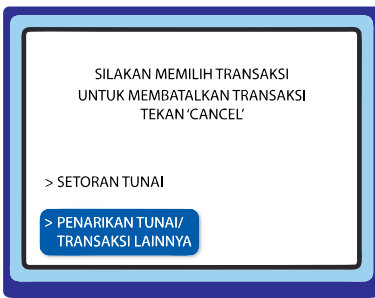 SILAKAN MEMILIH TRANSAKSI
UNTUK MEMBATALKAN TRANSAKSI
TEKAN ‘CANCEL’
> SETORAN TUNAI
> PENARIKAN TUNAI/
TRANSAKSI LAINNYA